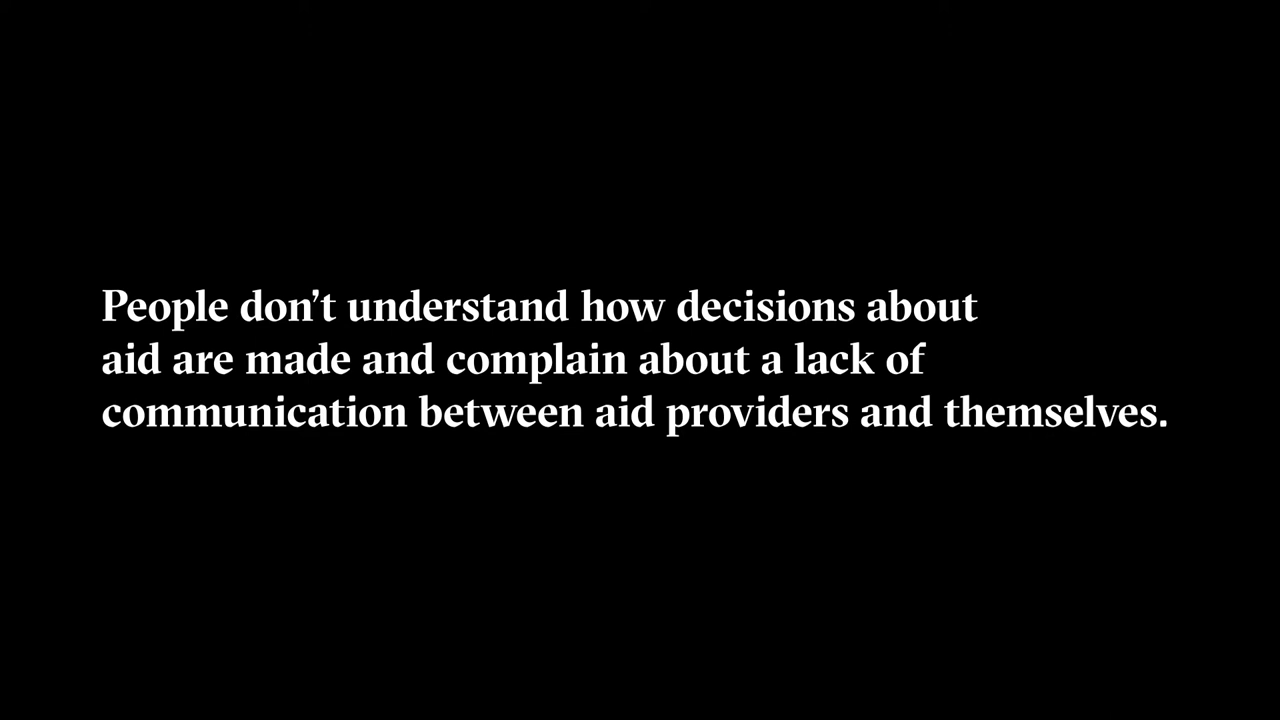 People don’t understand how decisions about
aid are made and complain about a lack of
communication between aid providers and themselves.